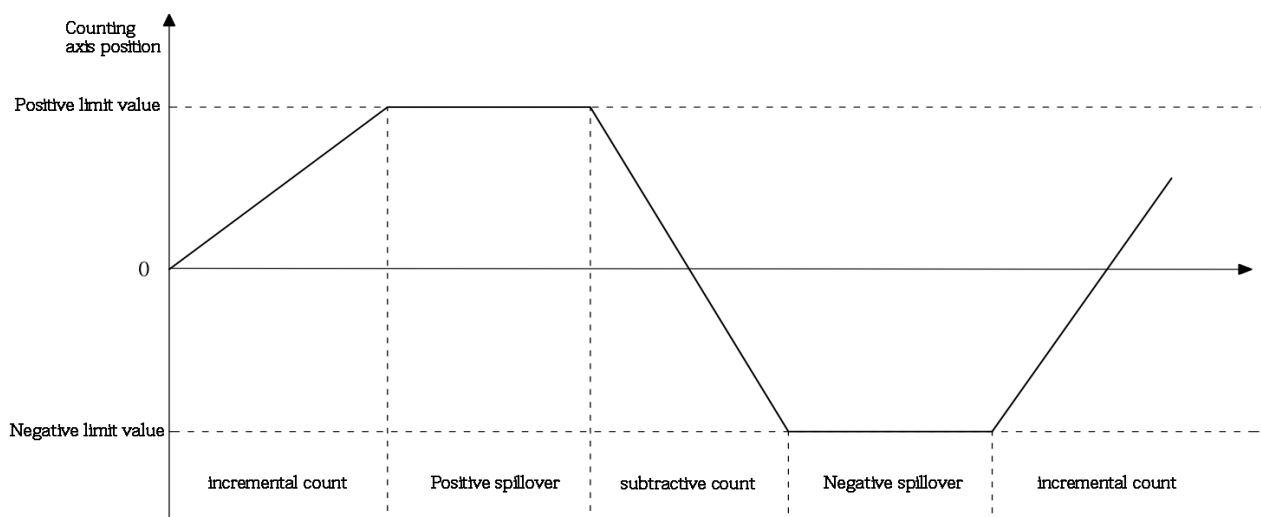 Counting
axis position
Positive limit value
0
Negative limit value
incremental count
Positive spillover
subtractive count
Negative spillover
incremental count